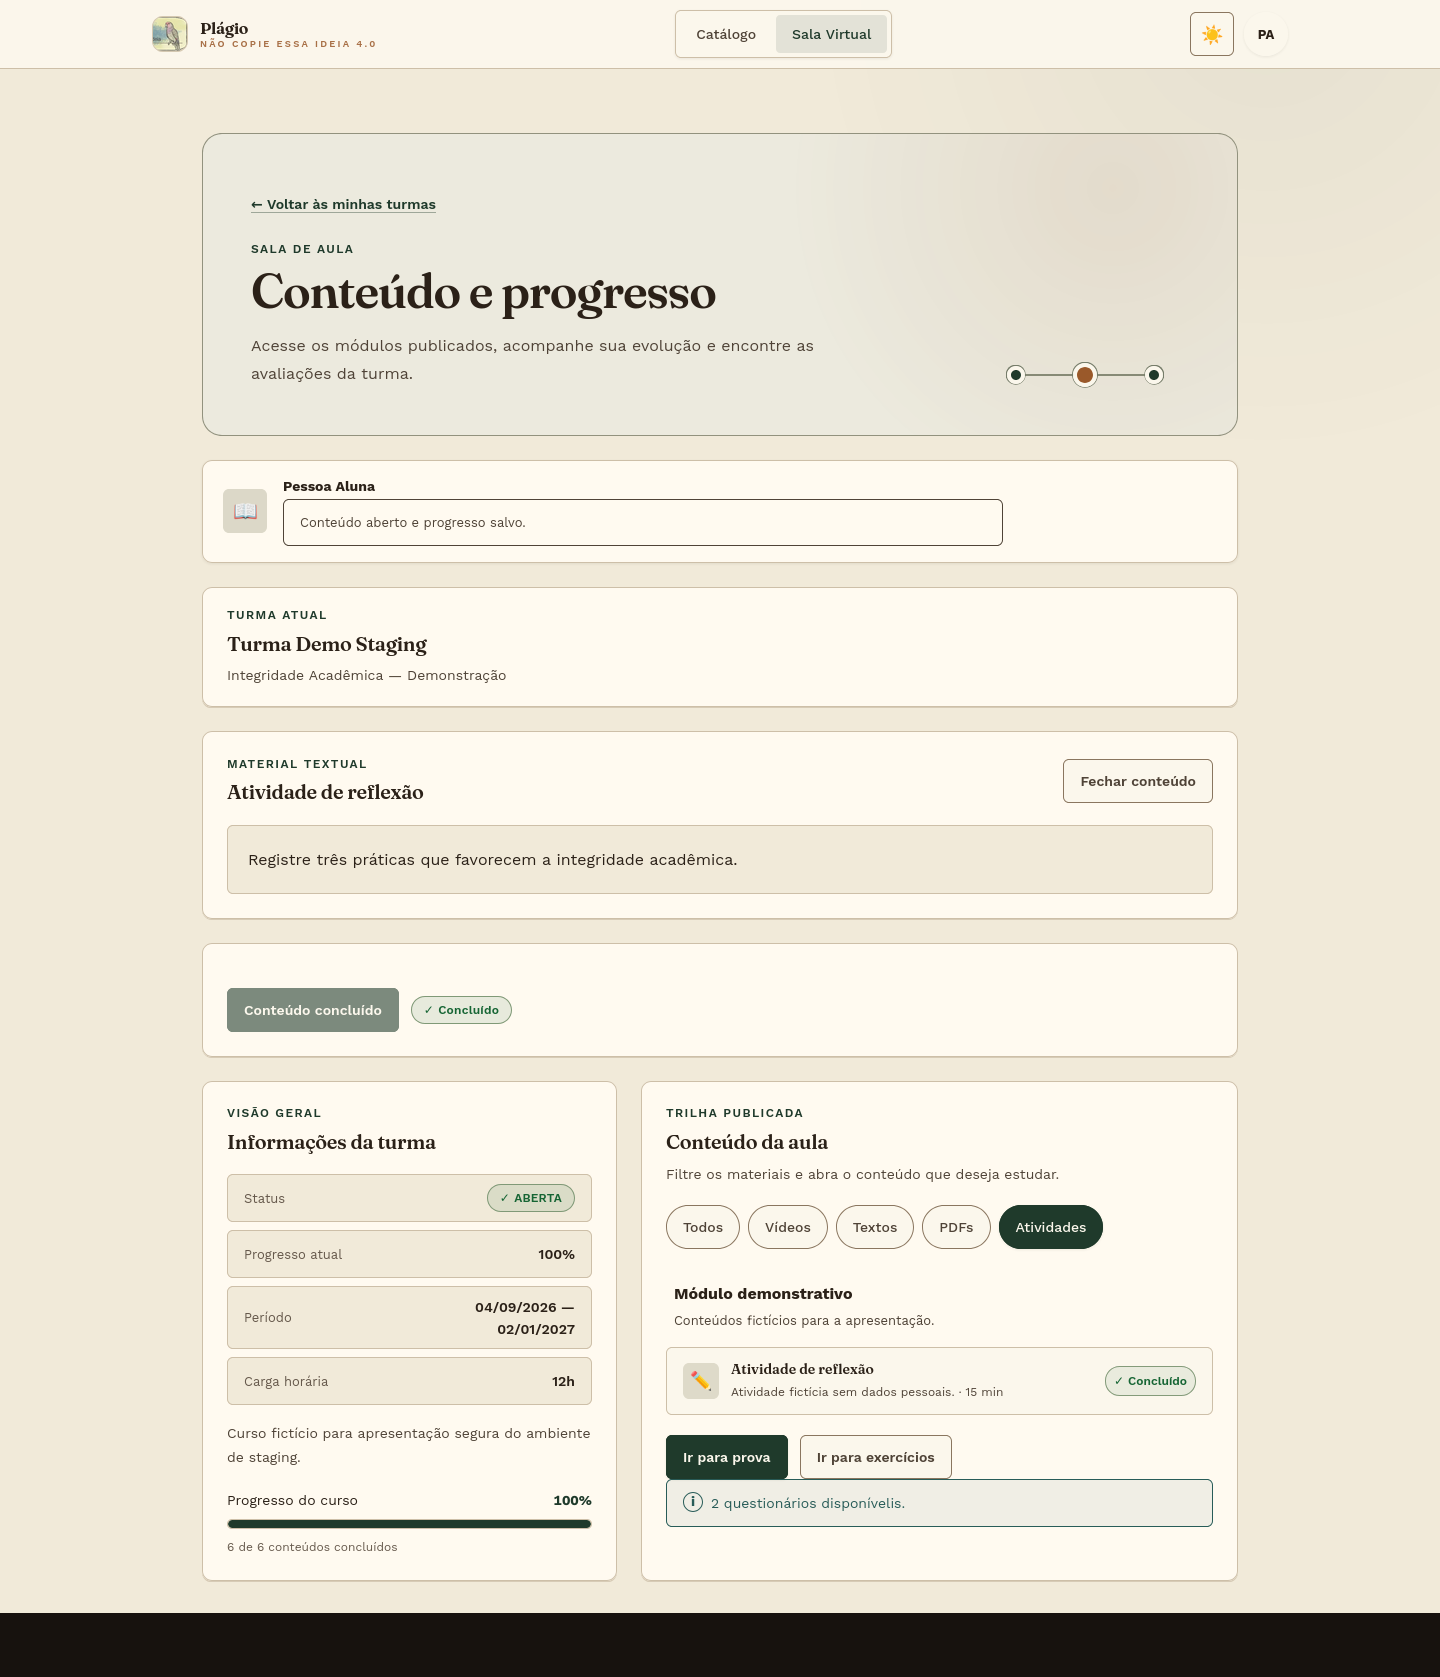 Plágio
NÃO COPIE ESSA IDEIA 4.0
Catálogo
Sala Virtual
PA
← Voltar às minhas turmas
SALA DE AULA
Conteúdo e progresso
Acesse os módulos publicados, acompanhe sua evolução e encontre as
avaliações da turma.
Pessoa Aluna
Conteúdo aberto e progresso salvo.
TURMA ATUAL
Turma Demo Staging
Integridade Acadêmica — Demonstração
MATERIAL TEXTUAL
Atividade de reflexão
Fechar conteúdo
Registre três práticas que favorecem a integridade acadêmica.
Conteúdo concluído
✓ Concluído
VISÃO GERAL
Informações da turma
Status
✓ ABERTA
Progresso atual
100%
Período
04/09/2026 —
02/01/2027
Carga horária
12h
Curso fictício para apresentação segura do ambiente
de staging.
Progresso do curso
100%
6 de 6 conteúdos concluídos
TRILHA PUBLICADA
Conteúdo da aula
Filtre os materiais e abra o conteúdo que deseja estudar.
Todos
Vídeos
Textos
PDFs
Atividades
Módulo demonstrativo
Conteúdos fictícios para a apresentação.
Atividade de reflexão
Atividade fictícia sem dados pessoais. · 15 min
✓ Concluído
Ir para prova
Ir para exercícios
2 questionários disponívelis.